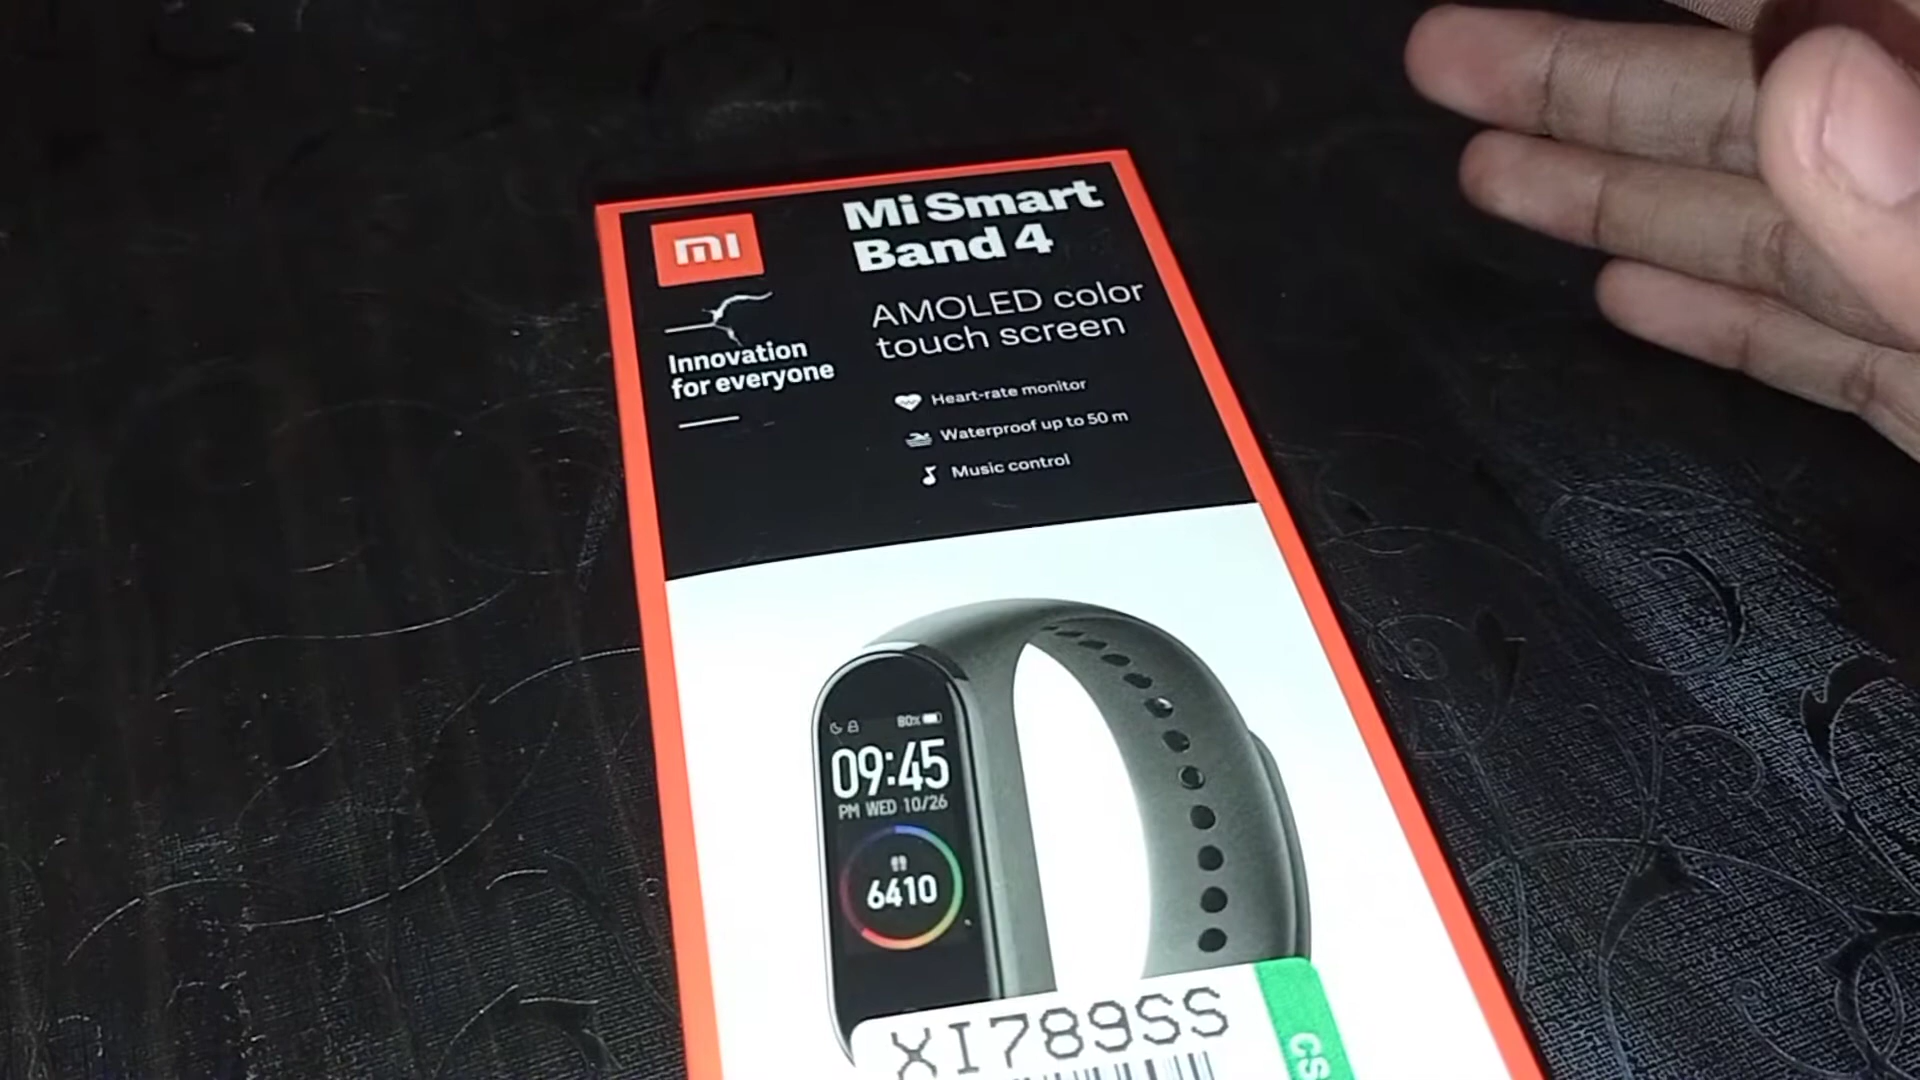 mi
Mi Smart
Band 4
Innovation
for everyone
AMOLED color
touch screen
Heart-rate monitor
Waterproof up to 50 m
Music control
80%
09:45
PM WED 10/26
6410
XI789SS
CS